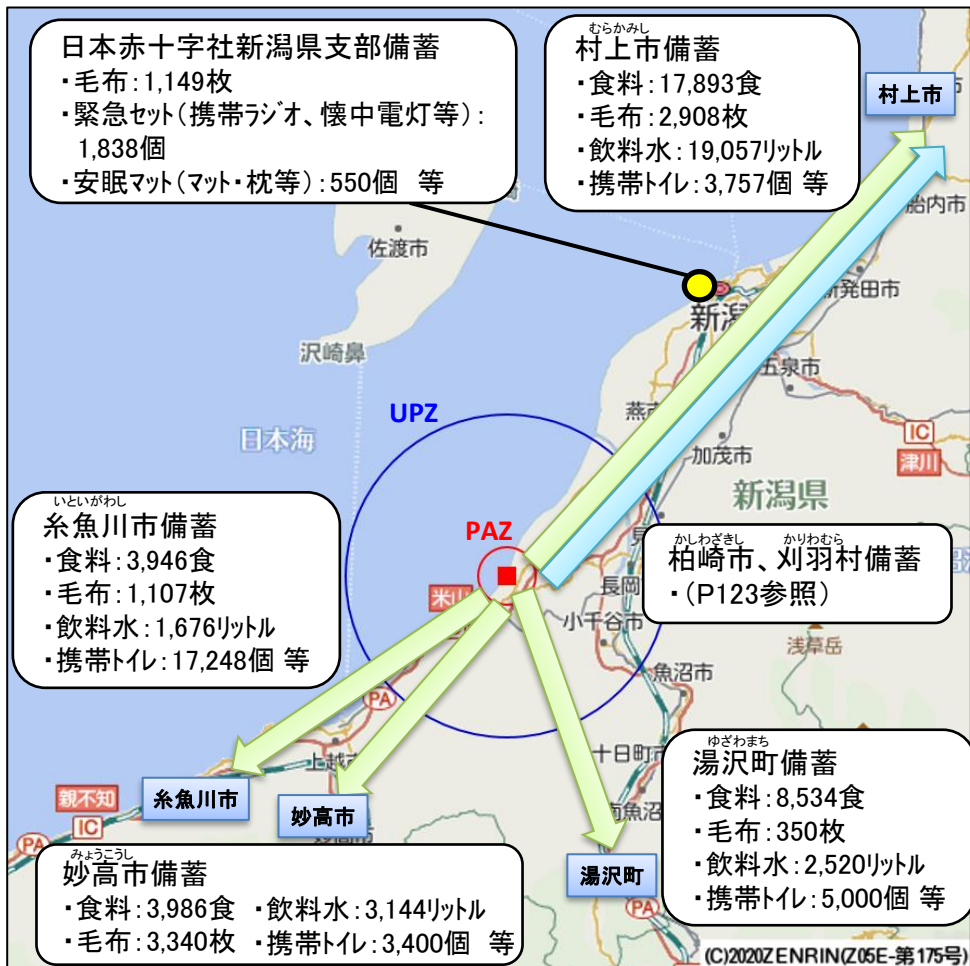 日本赤十字社新潟県支部備蓄
・毛布：1,149枚
・緊急セット（携帯ラジオ、懐中電灯等）：
1,838個
・安眠マット（マット・枕等）：550個 等
むらかみし
村上市備蓄
・食料：17,893食
・毛布：2,908枚
・飲料水：19,057リットル
・携帯トイレ：3,757個 等
村上市
胎内市
佐渡市
新発田市
新潟
沢崎鼻
五泉市
UPZ
燕市
日本海
加茂市
IC
津川
新潟県
いといがわし
糸魚川市備蓄
・食料：3,946食
・毛布：1,107枚
・飲料水：1,676リットル
・携帯トイレ：17,248個 等
PAZ
かしわざきし かりわむら
柏崎市、刈羽村備蓄
・（P123参照）
米山
長岡
小千谷市
浅草岳
魚沼市
PA
十日町市
上越市
南魚沼
ゆざわまち
湯沢町備蓄
・食料：8,534食
・毛布：350枚
・飲料水：2,520リットル
・携帯トイレ：5,000個 等
親不知
IC
PA
糸魚川市
妙高市
妙高市
湯沢町
PA
みょうこうし
妙高市備蓄
・食料：3,986食 ・飲料水：3,144リットル
・毛布：3,340枚 ・携帯トイレ：3,400個 等
(C)2020ZENRIN(Z05E-第175号)